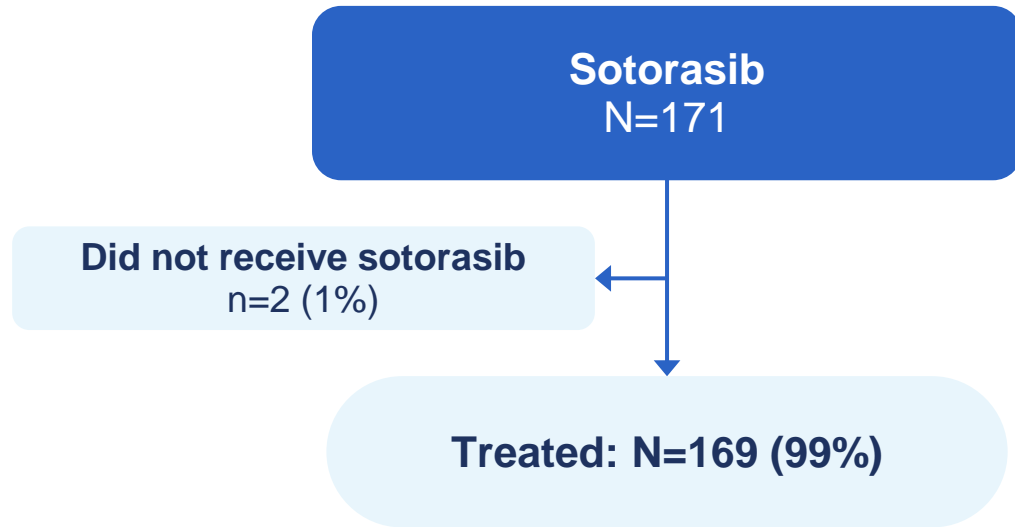 Sotorasib
N=171
Did not receive sotorasib
n=2 (1%)
Treated: N=169 (99%)